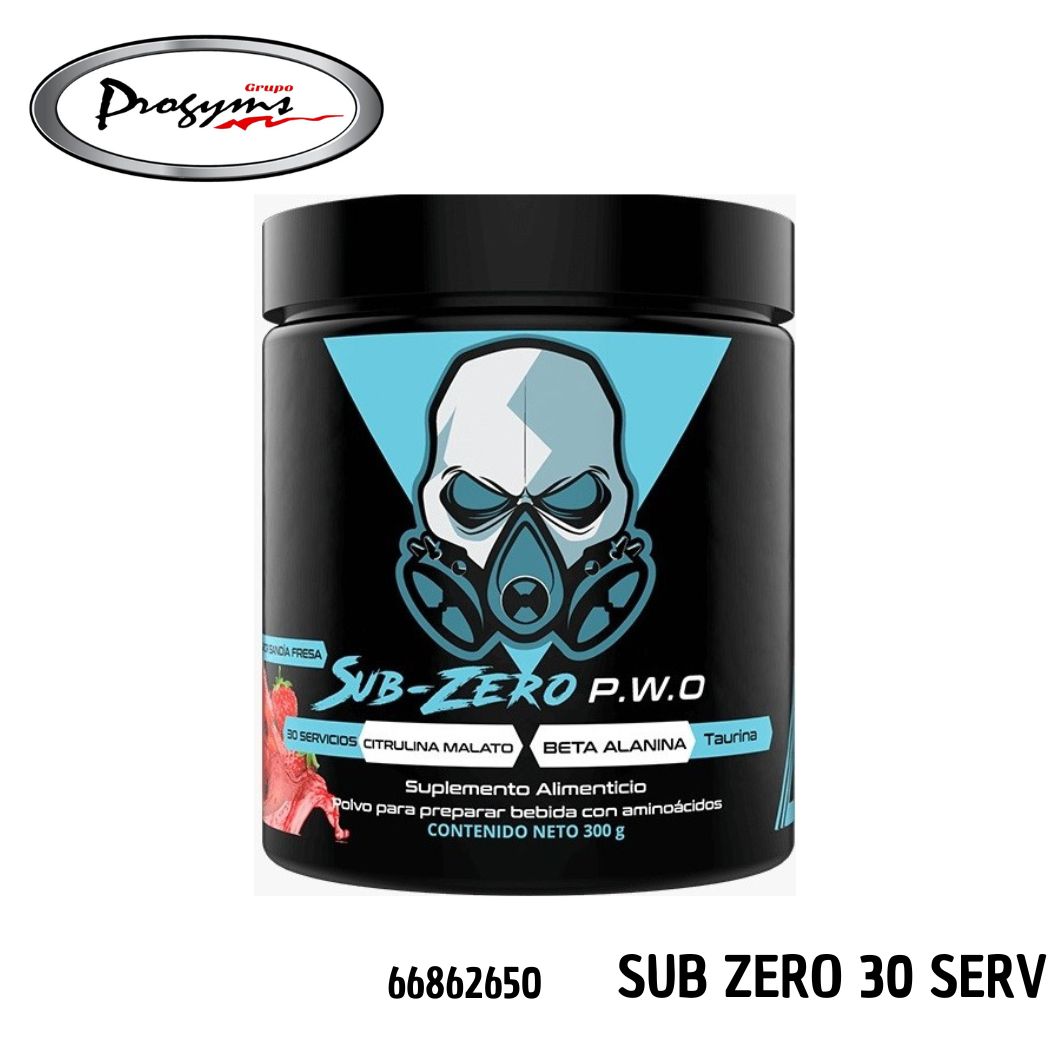 Grupo
Progyms
SANDÍA FRESA
SUB-ZERO P.W.O
30 SERVICIOS CITRULINA MALATO BETA ALANINA Taurina
Suplemento Alimenticio
Polvo para preparar bebida con aminoácidos
CONTENIDO NETO 300 g
66862650 SUB ZERO 30 SERV